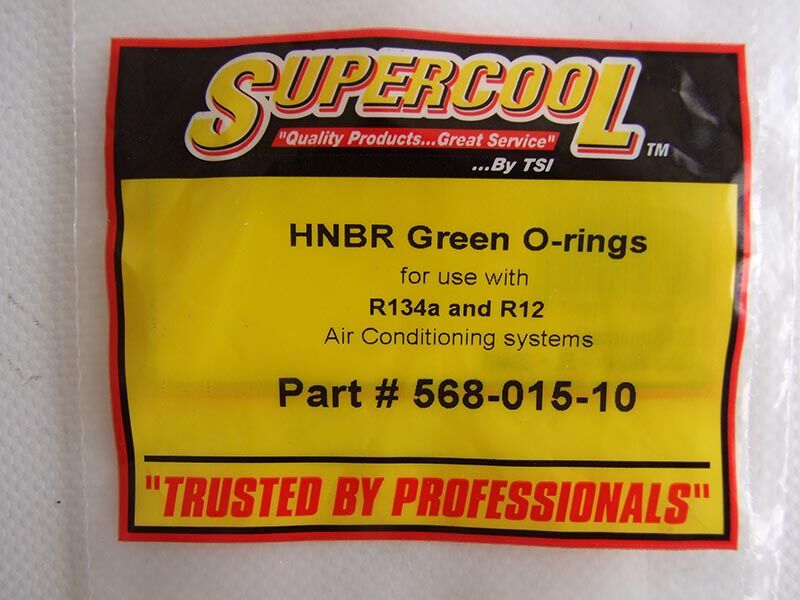 SUPERCOOL
"Quality Products...Great Service"
TM
...By TSI
HNBR Green O-rings
for use with
R134a and R12
Air Conditioning systems
Part # 568-015-10
"TRUSTED BY PROFESSIONALS"